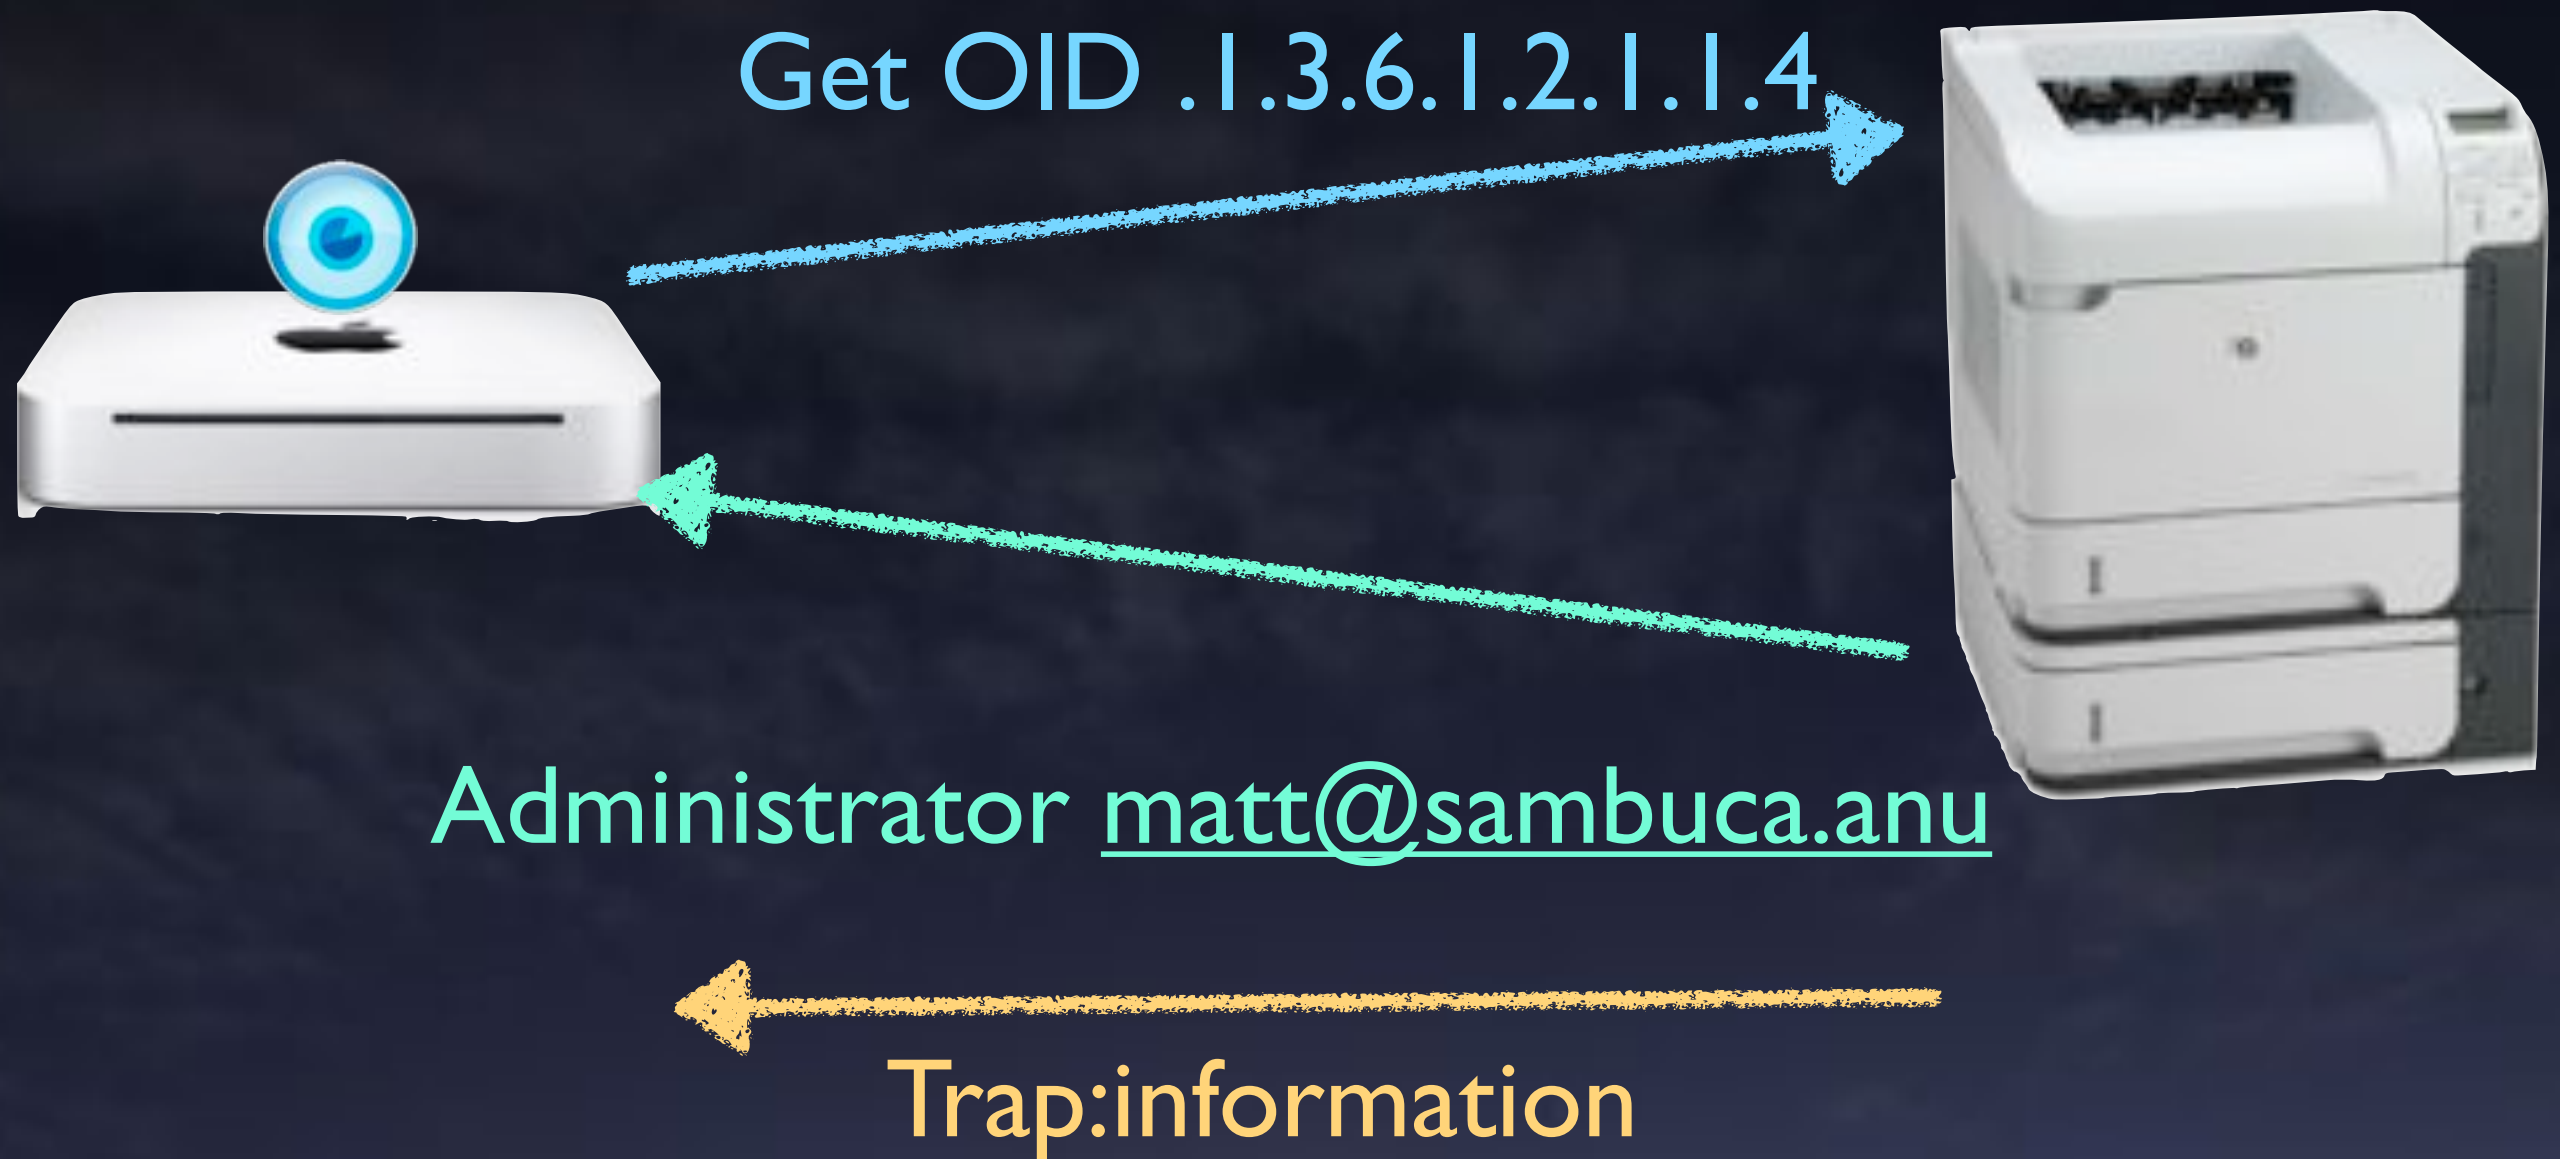 Get OID .1.3.6.1.2.1.1.4
Administrator matt@sambuca.anu
Trap:information